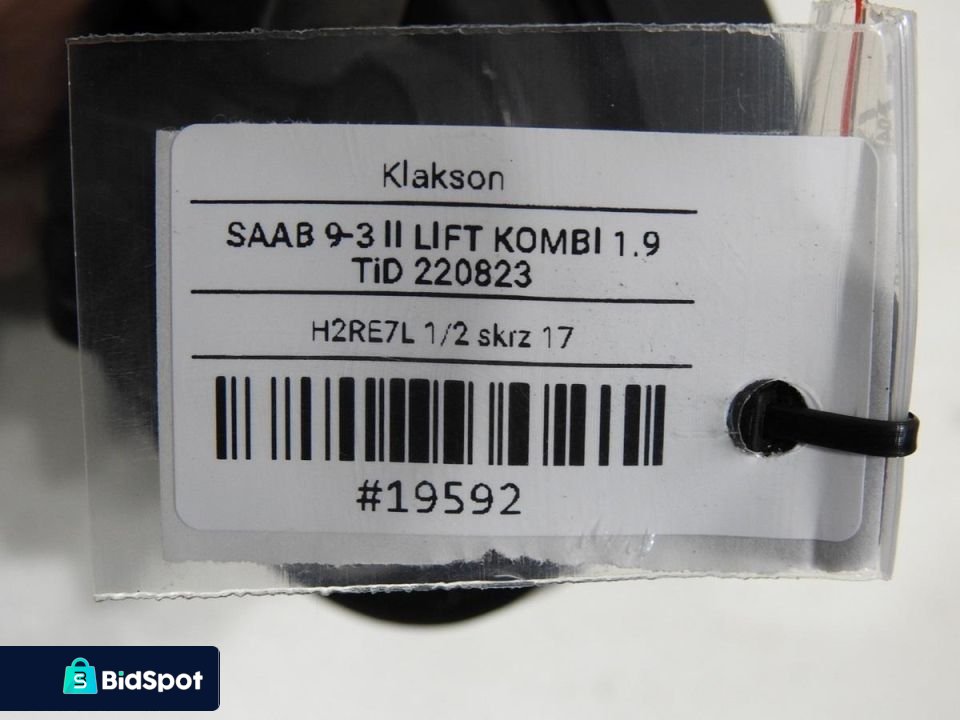 Klakson
SAAB 9-3 II LIFT KOMBI 1.9
TiD 220823
H2RE7L 1/2 skrz 17
#19592
BidSpot